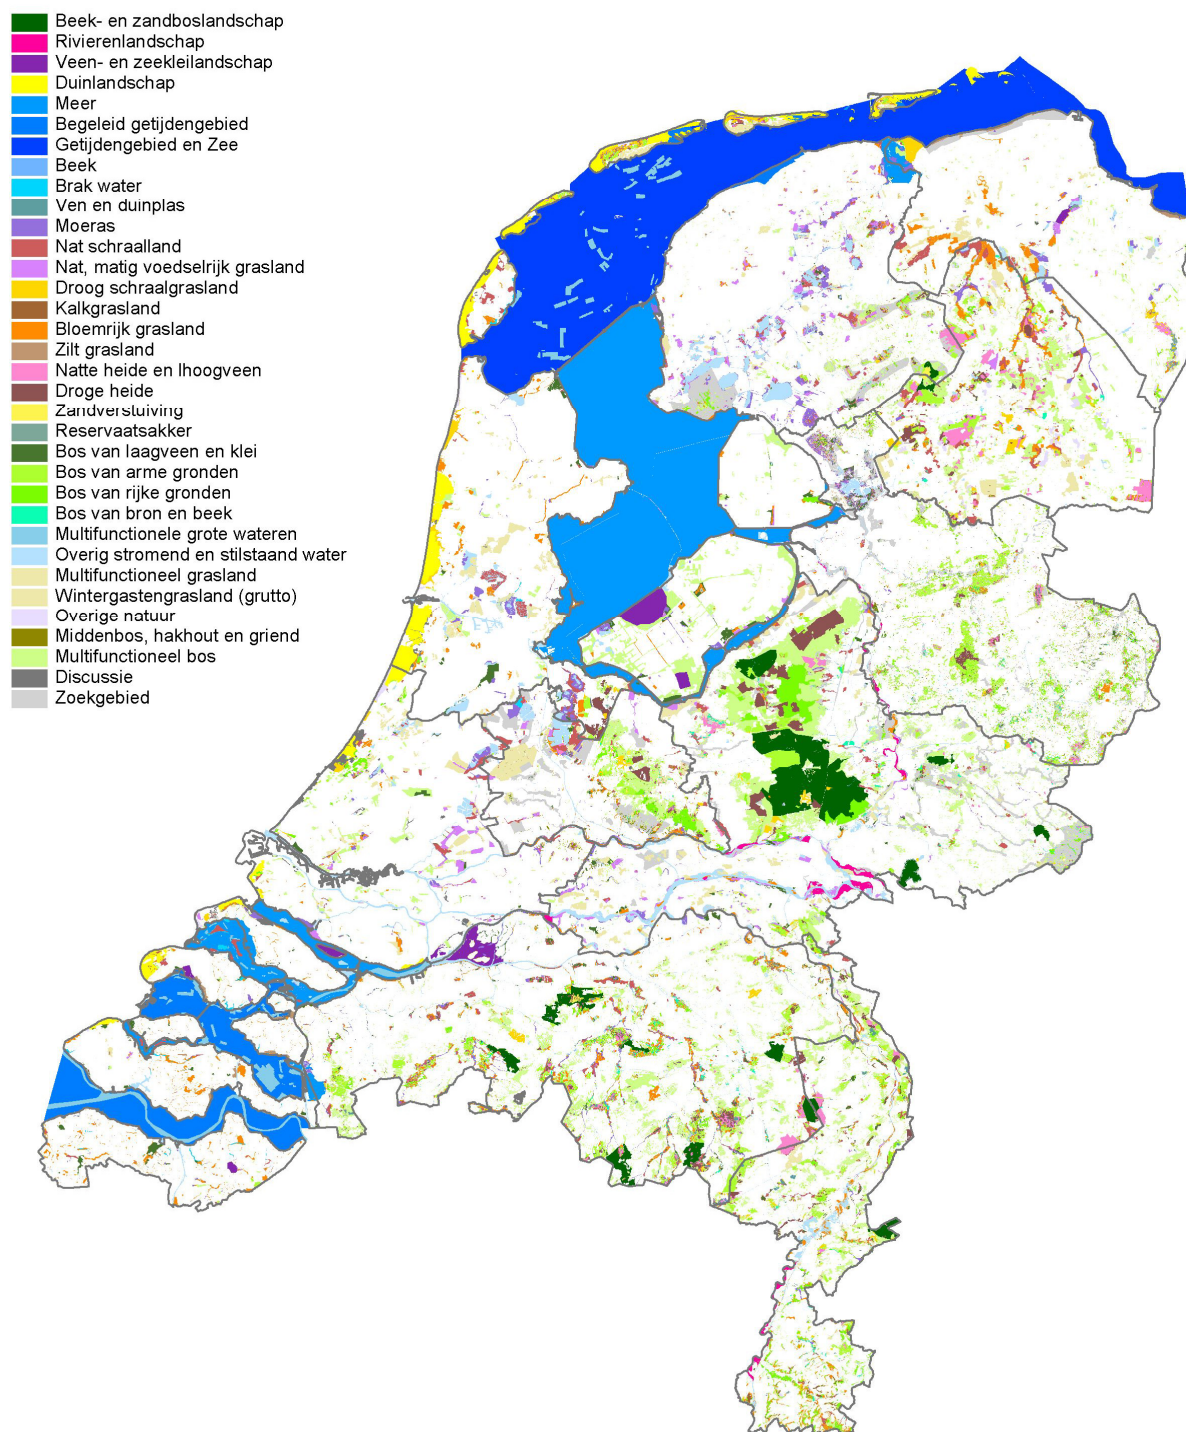 Beek- en zandboslandschap
Rivierenlandschap
Veen- en zeekleilandschap
Duinlandschap
Meer
Begeleid getijdengebied
Getijdengebied en Zee
Beek
Brak water
Ven en duinplas
Moeras
Nat schraalland
Nat, matig voedselrijk grasland
Droog schraalgrasland
Kalkgrasland
Bloemrijk grasland
Zilt grasland
Natte heide en lhoogveen
Droge heide
Zandverstuiving
Reservaatsakker
Bos van laagveen en klei
Bos van arme gronden
Bos van rijke gronden
Bos van bron en beek
Multifunctionele grote wateren
Overig stromend en stilstaand water
Multifunctioneel grasland
Wintergastengrasland (grutto)
Overige natuur
Middenbos, hakhout en griend
Multifunctioneel bos
Discussie
Zoekgebied